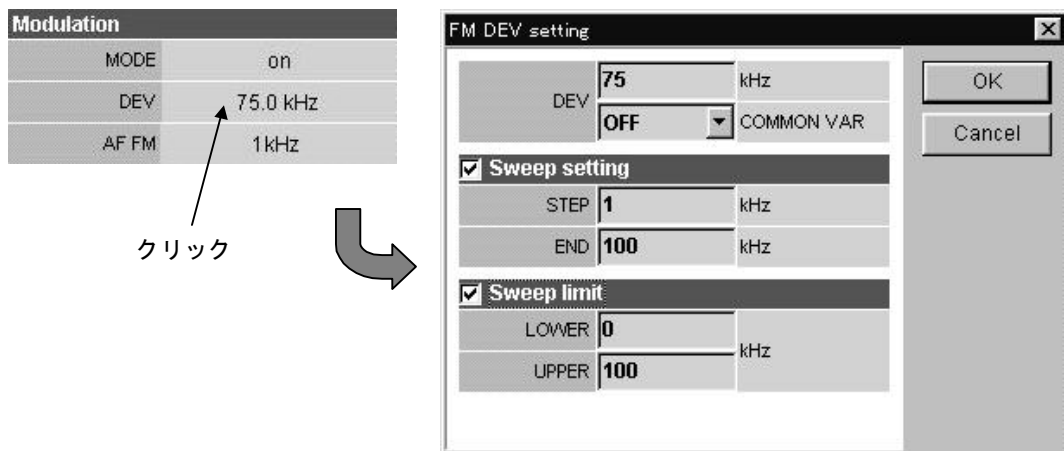 Modulation
MODE on
DEV 75.0 kHz
AF FM 1kHz
クリック
FM DEV setting
DEV 75 kHz
OFF COMMON VAR
Sweep setting
STEP 1 kHz
END 100 kHz
Sweep limit
LOWER 0
kHz
UPPER 100
OK
Cancel